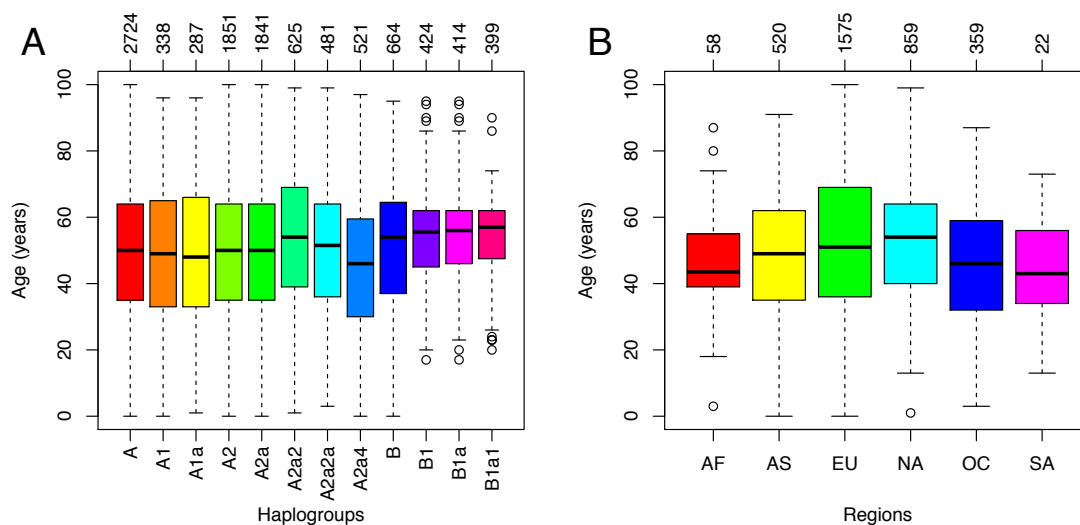 A
2724 338 287 1851 1841 625 481 521 664 424 414 399
Age (years)
100
80
60
40
20
0
A A1 A1a A2 A2a A2a2 A2a2a A2a4 B B1 B1a B1a1
Haplogroups
B
58 520 1575 859 359 22
Age (years)
100
80
60
40
20
0
AF AS EU NA OC SA
Regions